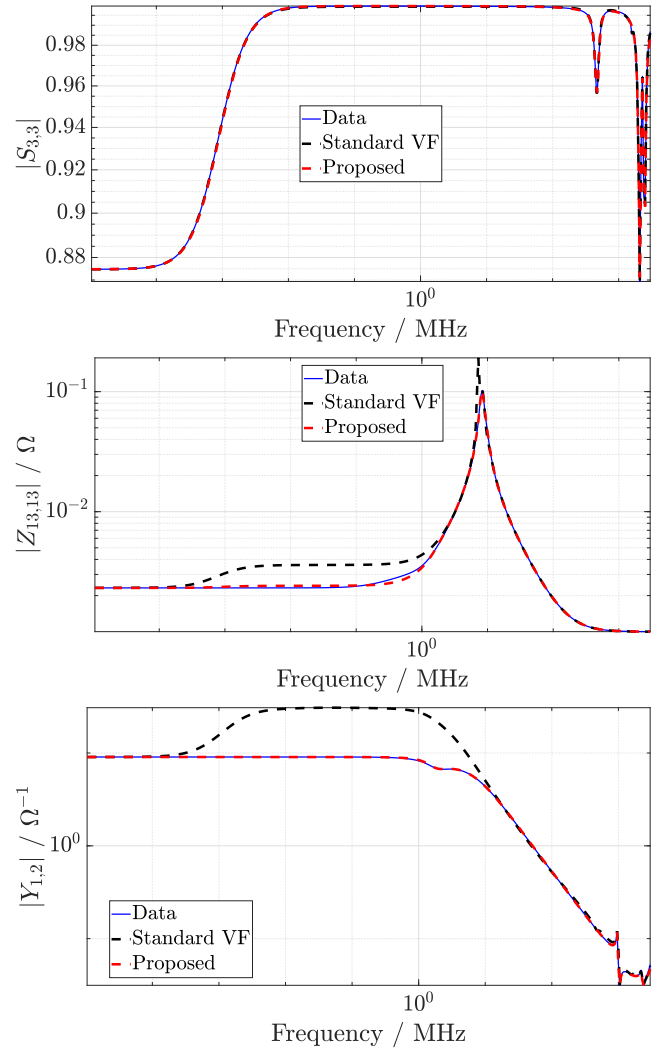 0.98
0.96
0.94
0.92
0.9
0.88
|S3,3|
Data
Standard VF
Proposed
10^0
Frequency / MHz
10^-1
10^-2
|Z13,13| / Ω
Data
Standard VF
Proposed
10^0
Frequency / MHz
10^0
|Y1,2| / Ω^-1
Data
Standard VF
Proposed
10^0
Frequency / MHz